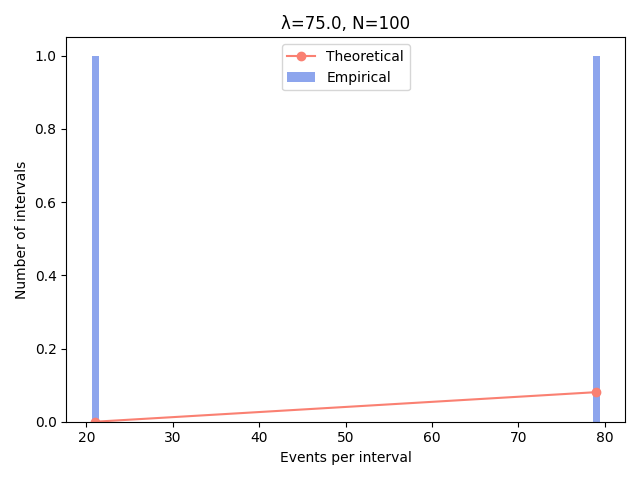 λ=75.0, N=100
Theoretical
Empirical
Number of intervals
1.0
0.8
0.6
0.4
0.2
0.0
20 30 40 50 60 70 80
Events per interval